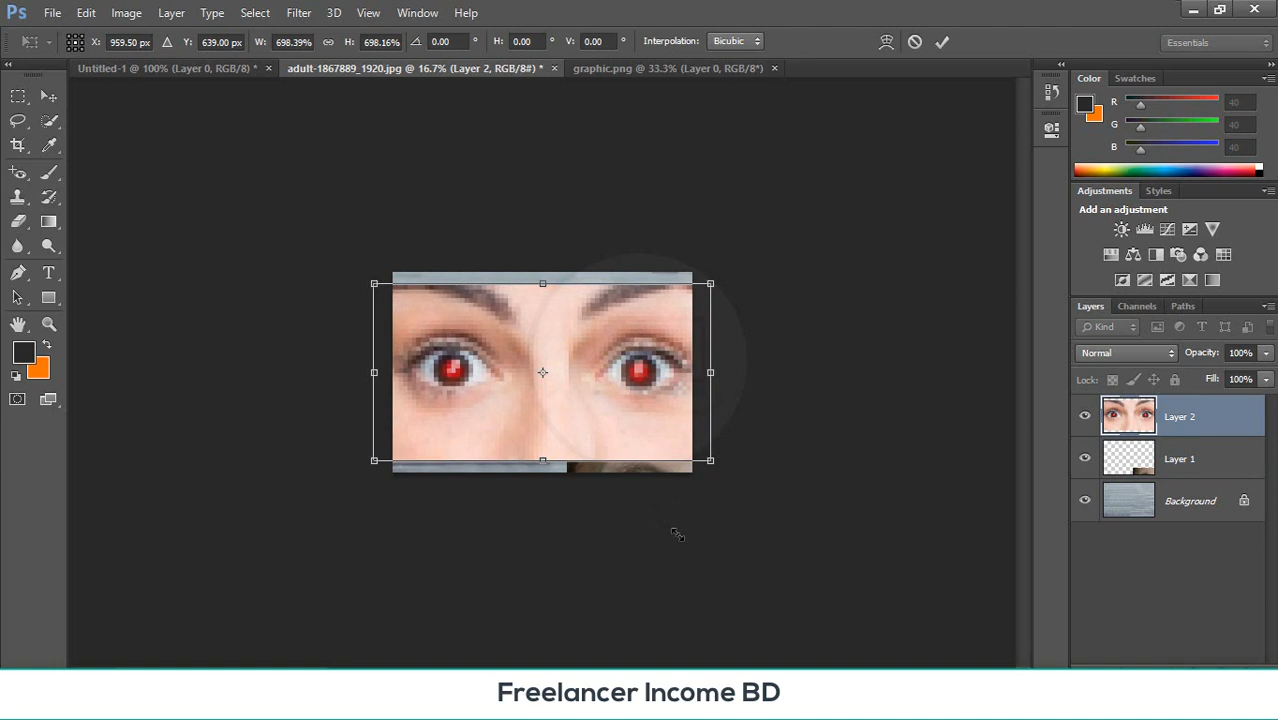 Ps File Edit Image Layer Type Select Filter 3D View Window Help
X: 959.50 px Y: 639.00 px W: 698.39% H: 698.16% 0.00 ° H: 0.00 ° V: 0.00 ° Interpolation: Bicubic Essentials
Untitled-1 @ 100% (Layer 0, RGB/8) * × adult-1867889_1920.jpg @ 16.7% (Layer 2, RGB/8#) * × graphic.png @ 33.3% (Layer 0, RGB/8*) ×
Color Swatches
R 40
G 40
B 40
Adjustments Styles
Add an adjustment
Layers Channels Paths
Kind
Normal Opacity: 100%
Lock: Fill: 100%
Layer 2
Layer 1
Background
Freelancer Income BD